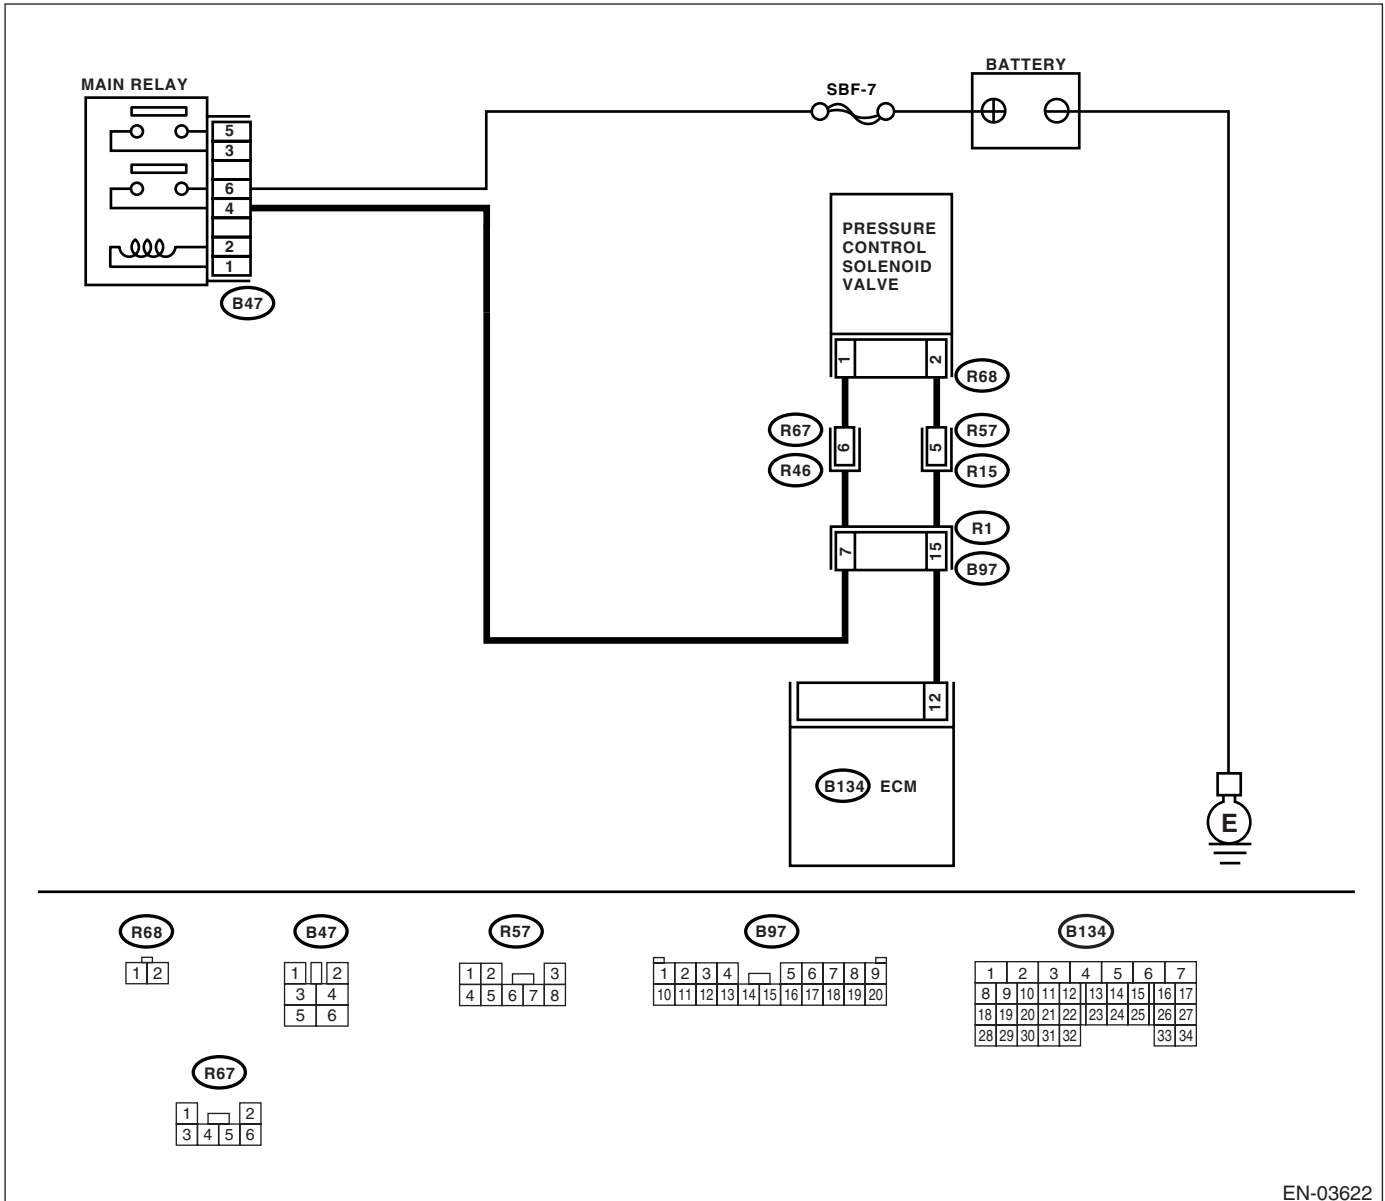 BATTERY
MAIN RELAY
SBF-7
5
3
6
4
2
1
B47
PRESSURE
CONTROL
SOLENOID
VALVE
1 2
R68
R67 6 5 R57
R46 R15
R1
7 15
B97
12
B134 ECM
E
R68 B47 R57 B97 B134
1 2
1 2
3 4
5 6
1 2 3
4 5 6 7 8
1 2 3 4 5 6 7 8 9
10 11 12 13 14 15 16 17 18 19 20
1 2 3 4 5 6 7
8 9 10 11 12 13 14 15 16 17
18 19 20 21 22 23 24 25 26 27
28 29 30 31 32 33 34
R67
1 2
3 4 5 6
EN-03622